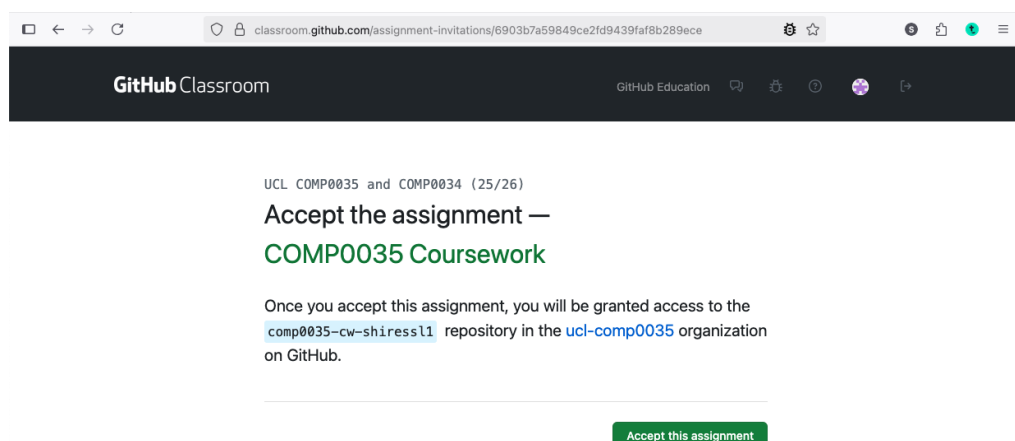 classroom.github.com/assignment-invitations/6903b7a59849ce2fd9439faf8b289ece
S
t
GitHub Classroom
GitHub Education
UCL COMP0035 and COMP0034 (25/26)
Accept the assignment —
COMP0035 Coursework
Once you accept this assignment, you will be granted access to the
comp0035-cw-shiressl1 repository in the ucl-comp0035 organization
on GitHub.
Accept this assignment